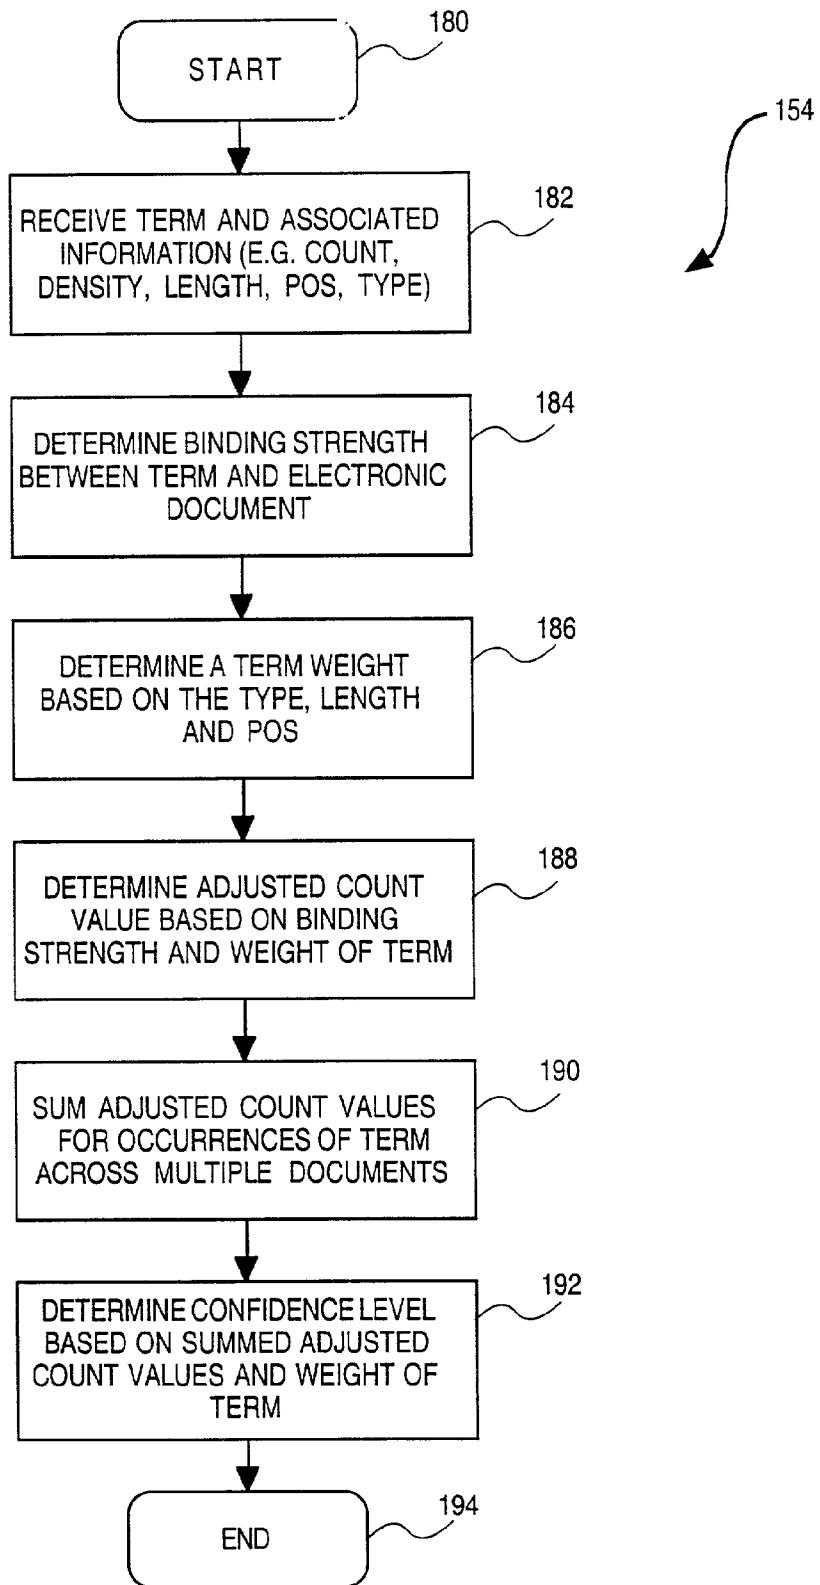 180
START
154
182
RECEIVE TERM AND ASSOCIATED
INFORMATION (E.G. COUNT,
DENSITY, LENGTH, POS, TYPE)
184
DETERMINE BINDING STRENGTH
BETWEEN TERM AND ELECTRONIC
DOCUMENT
186
DETERMINE A TERM WEIGHT
BASED ON THE TYPE, LENGTH
AND POS
188
DETERMINE ADJUSTED COUNT
VALUE BASED ON BINDING
STRENGTH AND WEIGHT OF TERM
190
SUM ADJUSTED COUNT VALUES
FOR OCCURRENCES OF TERM
ACROSS MULTIPLE DOCUMENTS
192
DETERMINE CONFIDENCE LEVEL
BASED ON SUMMED ADJUSTED
COUNT VALUES AND WEIGHT OF
TERM
194
END